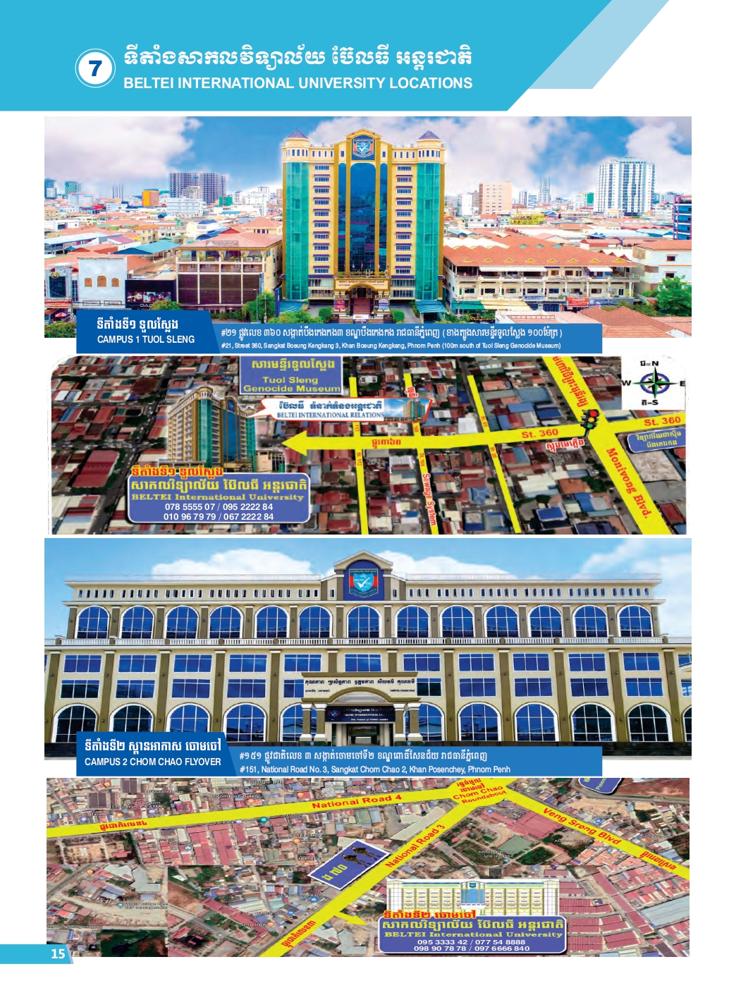 7
ទីតាំងសាកលវិទ្យាល័យ ប៊ែលធី អន្តរជាតិ
BELTEI INTERNATIONAL UNIVERSITY LOCATIONS
ទីតាំងទី១ ទួលស្លែង
CAMPUS 1 TUOL SLENG
#២១ ផ្លូវលេខ ៣៦០ សង្កាត់បឹងកេងកង៣ ខណ្ឌបឹងកេងកង រាជធានីភ្នំពេញ (ខាងត្បូងសារមន្ទីរទួលស្លែង ១០០ម៉ែត្រ)
#21, Street 360, Sangkat Boeung Kengkang 3, Khan Boeung Kengkang, Phnom Penh (100m south of Tuol Sleng Genocide Museum)
សារមន្ទីរទួលស្លែង
Tuol Sleng
Genocide Museum
ប៊ែលធី ទំនាក់ទំនងអន្តរជាតិ
BELTEI INTERNATIONAL RELATIONS
N
W
E
S
St. 360
St. 360
Monivong Blvd.
ទីតាំងទី១ ទួលស្លែង
សាកលវិទ្យាល័យ ប៊ែលធី អន្តរជាតិ
BELTEI International University
078 5555 07 / 095 2222 84
010 96 79 79 / 067 2222 84
ទីតាំងទី២ ស្ពានអាកាស ចោមចៅ
CAMPUS 2 CHOM CHAO FLYOVER
#១៥១ ផ្លូវជាតិលេខ ៣ សង្កាត់ចោមចៅទី២ ខណ្ឌពោធិ៍សែនជ័យ រាជធានីភ្នំពេញ
#151, National Road No. 3, Sangkat Chom Chao 2, Khan Posenchey, Phnom Penh
National Road 4
ផ្លូវជាតិលេខ៤
Chom Chao
Roundabout
Veng Sreng Blvd
National Road 3
ផ្លូវជាតិលេខ៣
ទីតាំងទី២ ចោមចៅ
សាកលវិទ្យាល័យ ប៊ែលធី អន្តរជាតិ
BELTEI International University
095 3333 42 / 077 54 8888
098 90 78 78 / 097 6666 840
15